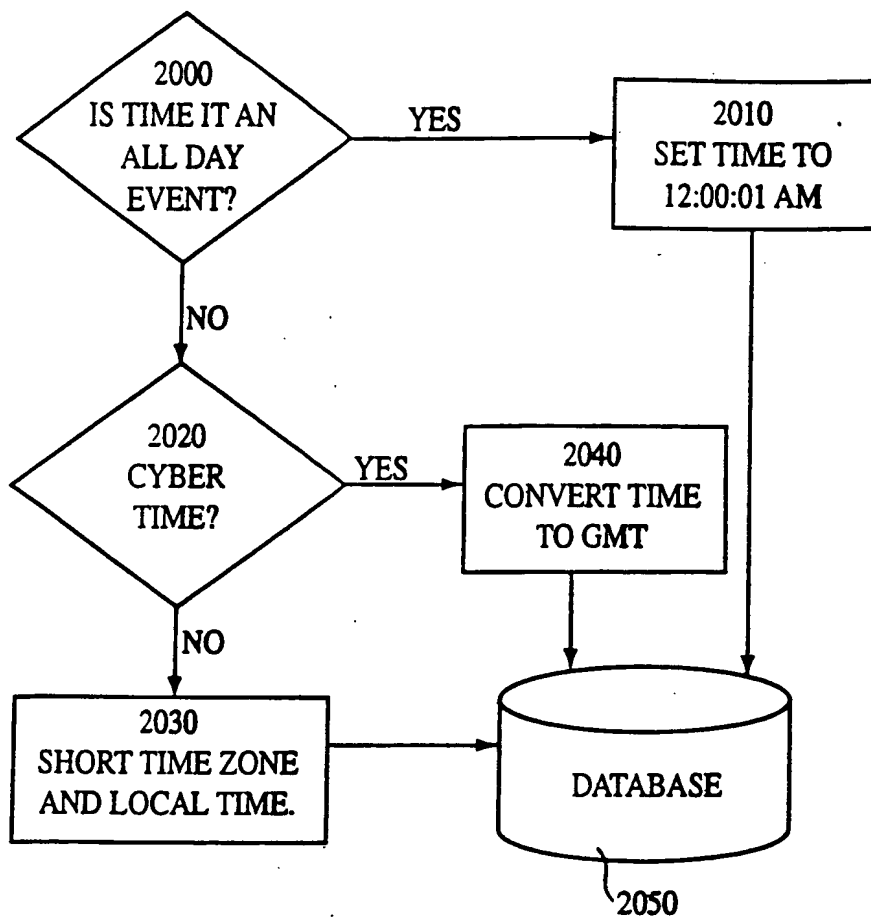 2000
IS TIME IT AN
ALL DAY
EVENT?
YES
2010
SET TIME TO
12:00:01 AM
NO
2020
CYBER
TIME?
YES
2040
CONVERT TIME
TO GMT
NO
2030
SHORT TIME ZONE
AND LOCAL TIME.
DATABASE
2050